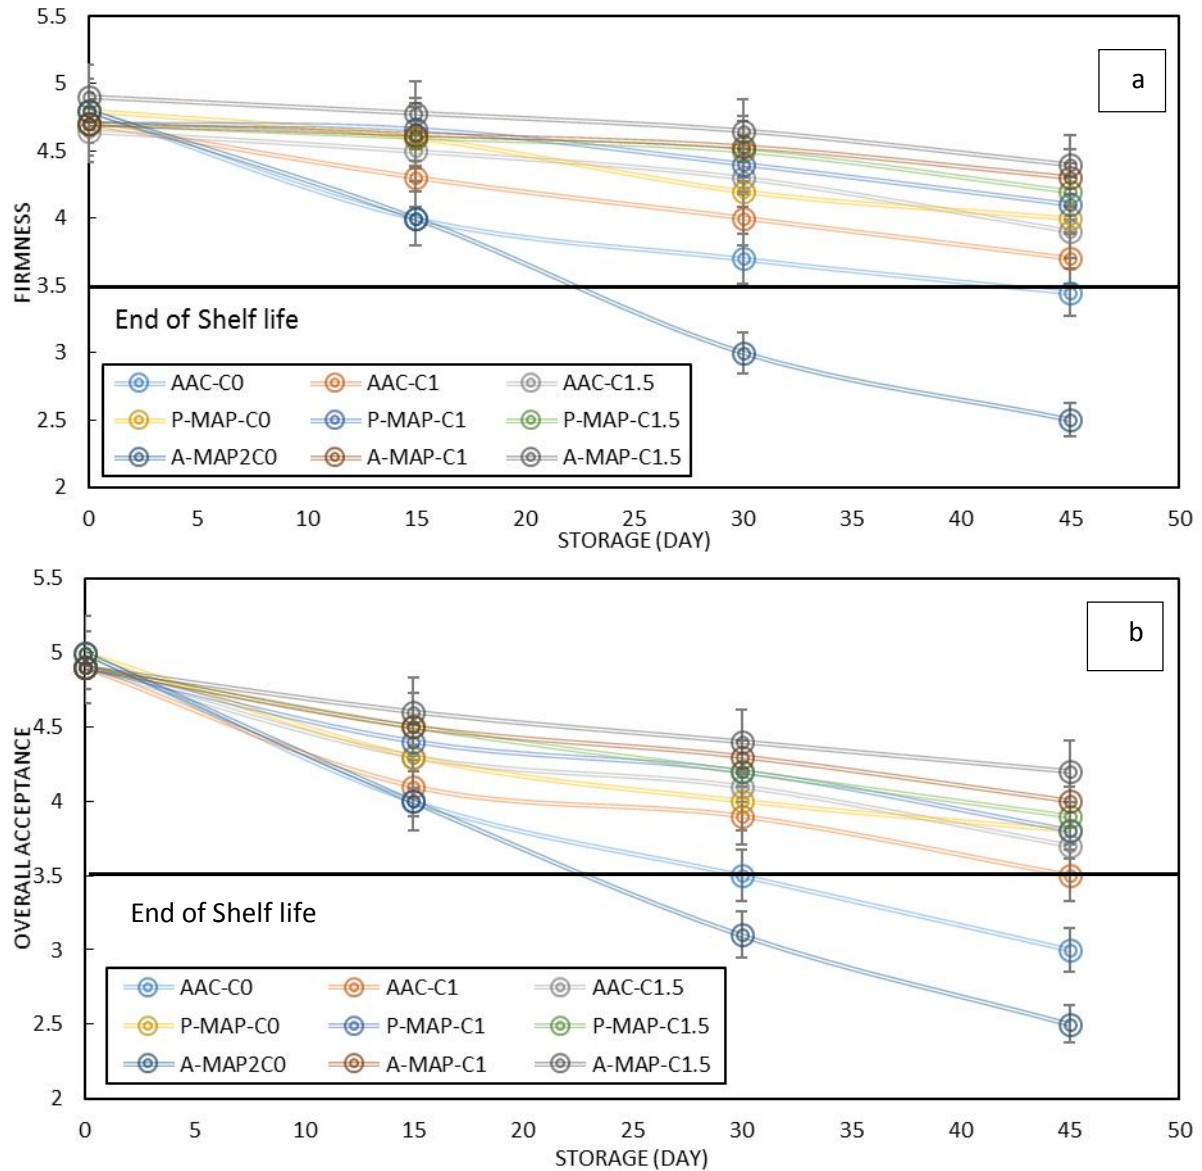 5.5
a
5
4.5
4
3.5
3
2.5
2
FIRMNESS
End of Shelf life
AAC-C0 AAC-C1 AAC-C1.5
P-MAP-C0 P-MAP-C1 P-MAP-C1.5
A-MAP2C0 A-MAP-C1 A-MAP-C1.5
0 5 10 15 20 25 30 35 40 45 50
STORAGE (DAY)
5.5
b
5
4.5
4
3.5
3
2.5
2
OVERALL ACCEPTANCE
End of Shelf life
AAC-C0 AAC-C1 AAC-C1.5
P-MAP-C0 P-MAP-C1 P-MAP-C1.5
A-MAP2C0 A-MAP-C1 A-MAP-C1.5
0 5 10 15 20 25 30 35 40 45 50
STORAGE (DAY)